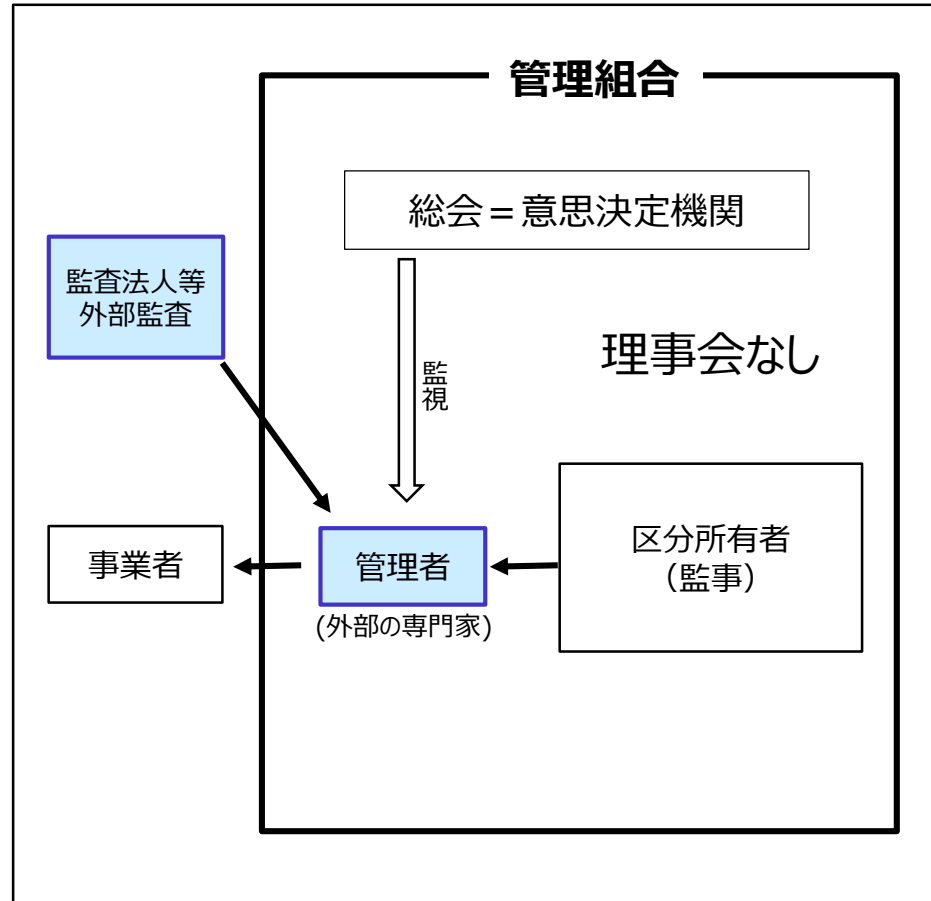 管理組合
総会＝意思決定機関
監査法人等
外部監査
理事会なし
監視
区分所有者
（監事）
事業者
管理者
(外部の専門家)